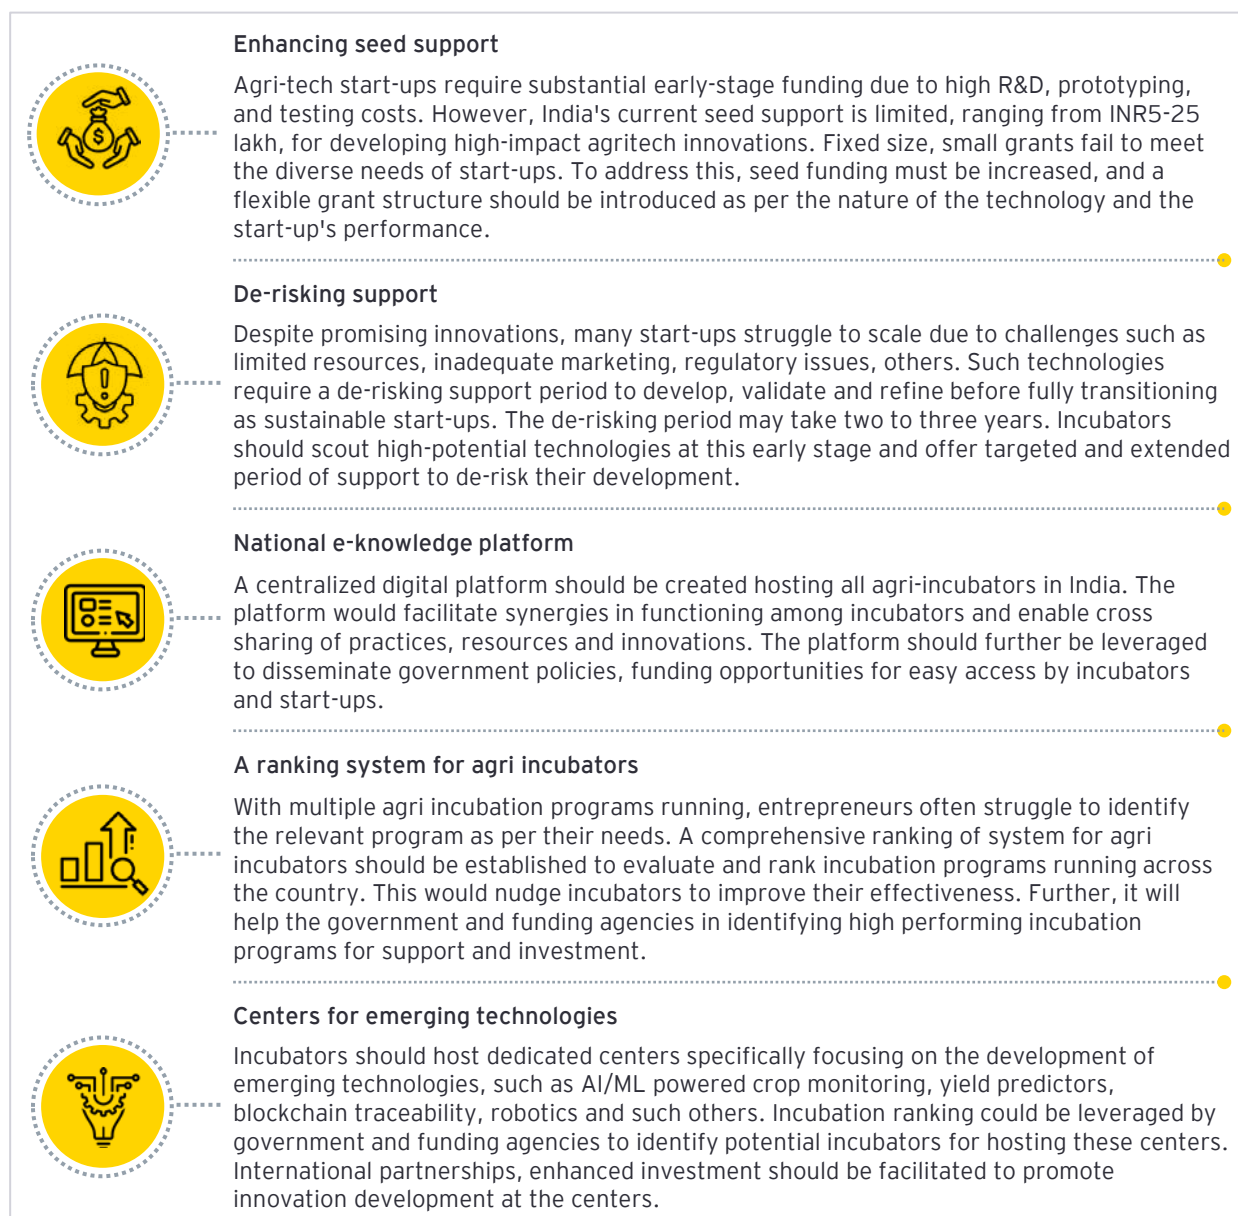 Enhancing seed support
Agri-tech start-ups require substantial early-stage funding due to high R&D, prototyping,
and testing costs. However, India's current seed support is limited, ranging from INR5-25
lakh, for developing high-impact agritech innovations. Fixed size, small grants fail to meet
the diverse needs of start-ups. To address this, seed funding must be increased, and a
flexible grant structure should be introduced as per the nature of the technology and the
start-up's performance.
De-risking support
Despite promising innovations, many start-ups struggle to scale due to challenges such as
limited resources, inadequate marketing, regulatory issues, others. Such technologies
require a de-risking support period to develop, validate and refine before fully transitioning
as sustainable start-ups. The de-risking period may take two to three years. Incubators
should scout high-potential technologies at this early stage and offer targeted and extended
period of support to de-risk their development.
National e-knowledge platform
A centralized digital platform should be created hosting all agri-incubators in India. The
platform would facilitate synergies in functioning among incubators and enable cross
sharing of practices, resources and innovations. The platform should further be leveraged
to disseminate government policies, funding opportunities for easy access by incubators
and start-ups.
A ranking system for agri incubators
With multiple agri incubation programs running, entrepreneurs often struggle to identify
the relevant program as per their needs. A comprehensive ranking of system for agri
incubators should be established to evaluate and rank incubation programs running across
the country. This would nudge incubators to improve their effectiveness. Further, it will
help the government and funding agencies in identifying high performing incubation
programs for support and investment.
Centers for emerging technologies
Incubators should host dedicated centers specifically focusing on the development of
emerging technologies, such as AI/ML powered crop monitoring, yield predictors,
blockchain traceability, robotics and such others. Incubation ranking could be leveraged by
government and funding agencies to identify potential incubators for hosting these centers.
International partnerships, enhanced investment should be facilitated to promote
innovation development at the centers.